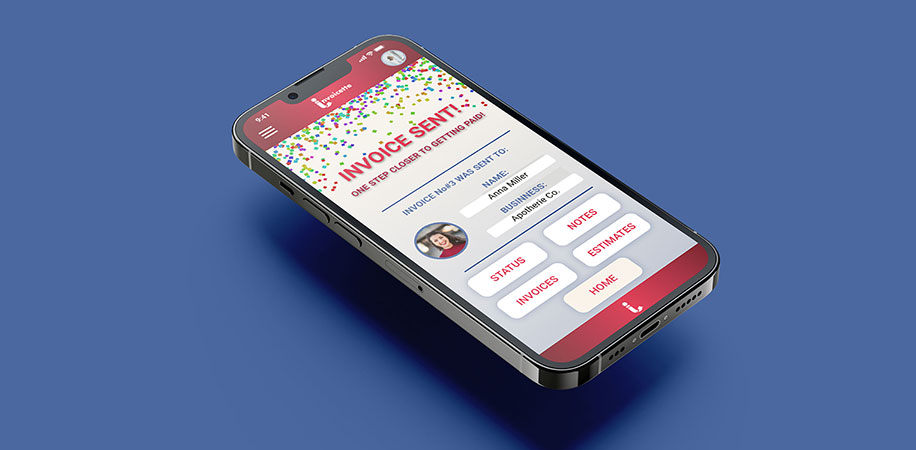 9:41
invoicette
INVOICE SENT!
ONE STEP CLOSER TO GETTING PAID!
INVOICE No#3 WAS SENT TO:
NAME:
Anna Miller
BUSINNESS:
Apotherie Co.
STATUS
NOTES
INVOICES
ESTIMATES
HOME